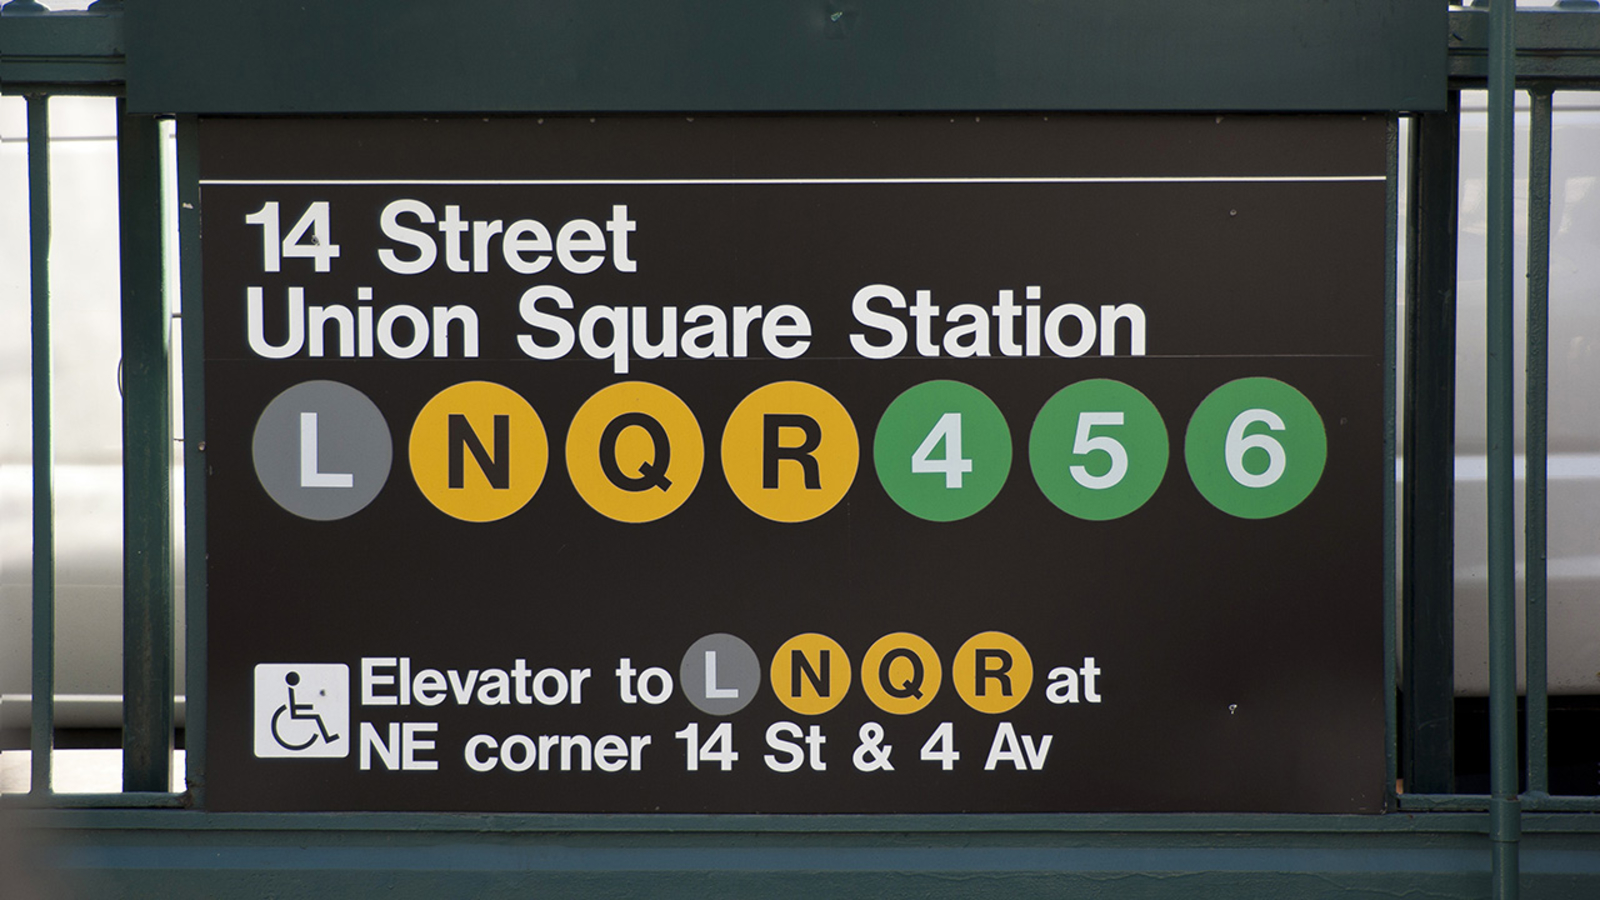 14 Street
Union Square Station
L N Q R 4 5 6
Elevator to L N Q R at
NE corner 14 St & 4 Av